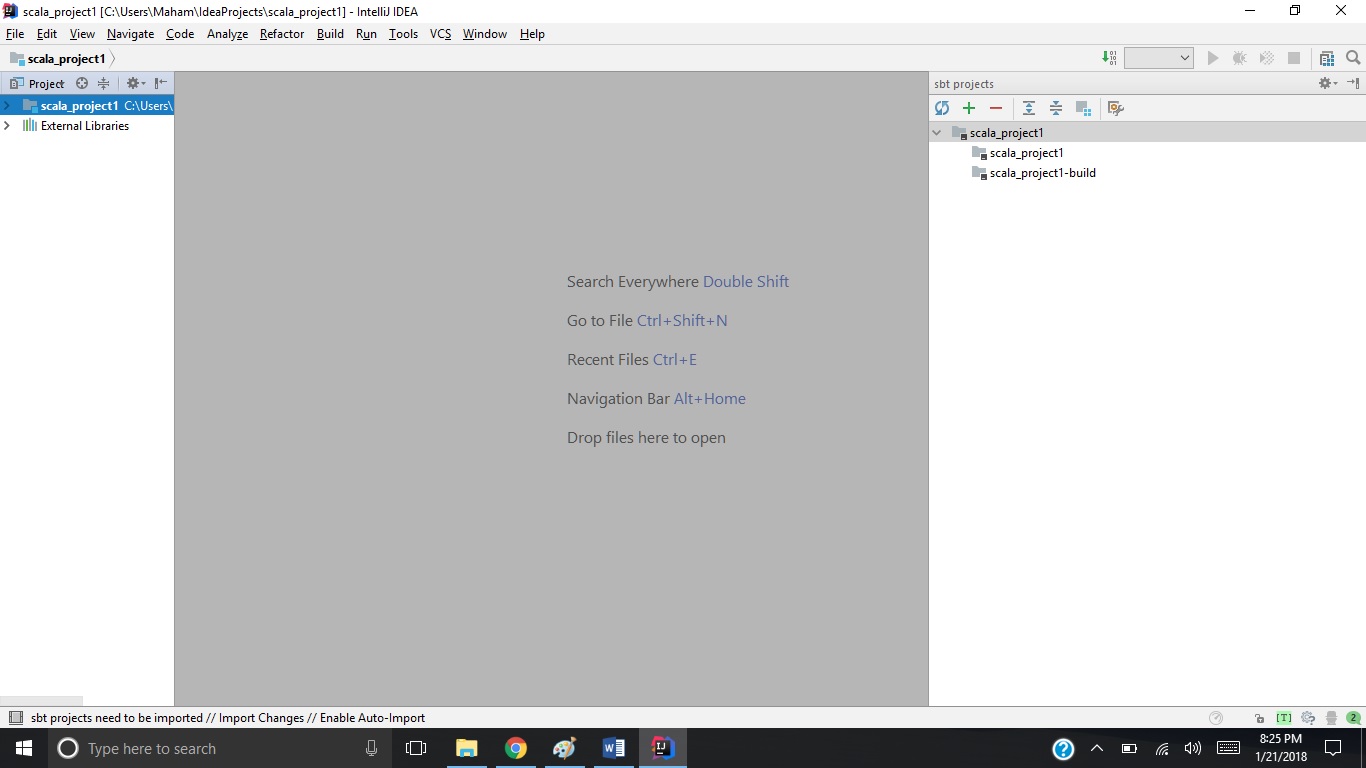 scala_project1 [C:\Users\Maham\IdeaProjects\scala_project1] - IntelliJ IDEA
File Edit View Navigate Code Analyze Refactor Build Run Tools VCS Window Help
scala_project1
Project
sbt projects
scala_project1 C:\Users\
External Libraries
scala_project1
scala_project1
scala_project1-build
Search Everywhere Double Shift
Go to File Ctrl+Shift+N
Recent Files Ctrl+E
Navigation Bar Alt+Home
Drop files here to open
sbt projects need to be imported // Import Changes // Enable Auto-Import
[T]
2
Type here to search
8:25 PM
1/21/2018